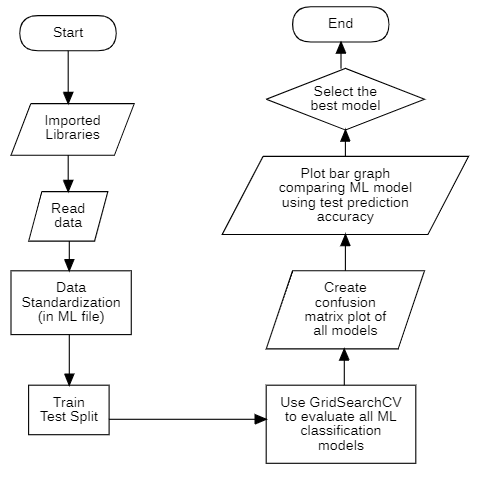 Start
Imported
Libraries
Read
data
Data
Standardization
(in ML file)
Train
Test Split
Use GridSearchCV
to evaluate all ML
classification
models
Create
confusion
matrix plot of
all models
Plot bar graph
comparing ML model
using test prediction
accuracy
Select the
best model
End